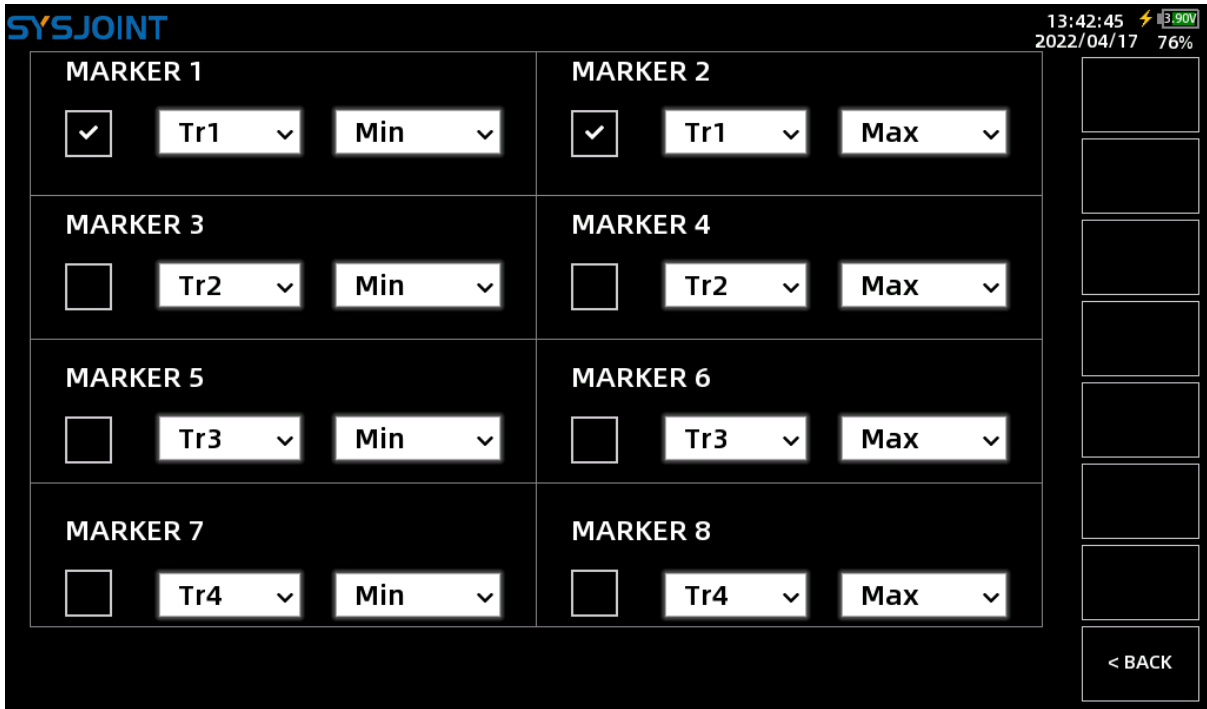 SYSJOINT
13:42:45 3.90V
2022/04/17 76%
MARKER 1
Tr1 Min
MARKER 2
Tr1 Max
MARKER 3
Tr2 Min
MARKER 4
Tr2 Max
MARKER 5
Tr3 Min
MARKER 6
Tr3 Max
MARKER 7
Tr4 Min
MARKER 8
Tr4 Max
< BACK